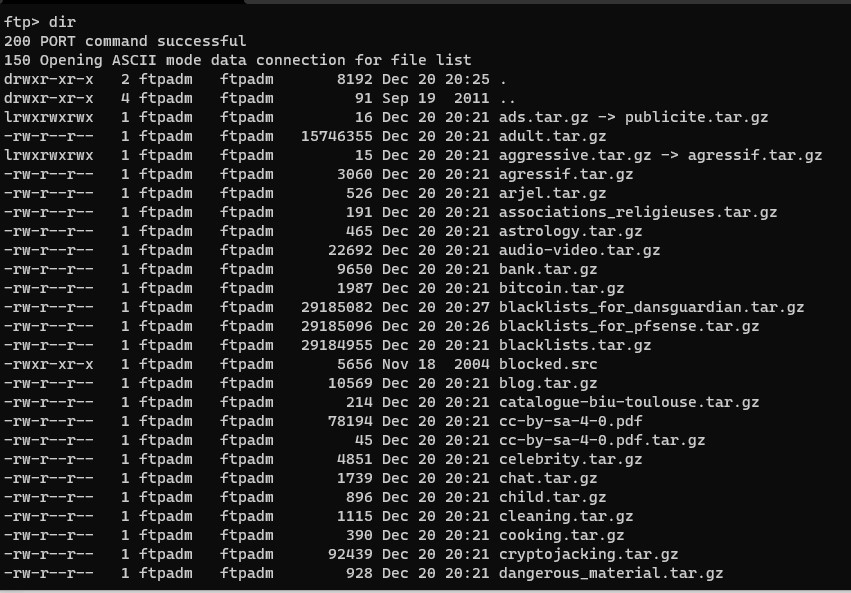 ftp> dir
200 PORT command successful
150 Opening ASCII mode data connection for file list
drwxr-xr-x   2 ftpadm   ftpadm       8192 Dec 20 20:25 .
drwxr-xr-x   4 ftpadm   ftpadm         91 Sep 19  2011 ..
lrwxrwxrwx   1 ftpadm   ftpadm         16 Dec 20 20:21 ads.tar.gz -> publicite.tar.gz
-rw-r--r--   1 ftpadm   ftpadm   15746355 Dec 20 20:21 adult.tar.gz
lrwxrwxrwx   1 ftpadm   ftpadm         15 Dec 20 20:21 aggressive.tar.gz -> agressif.tar.gz
-rw-r--r--   1 ftpadm   ftpadm       3060 Dec 20 20:21 agressif.tar.gz
-rw-r--r--   1 ftpadm   ftpadm        526 Dec 20 20:21 arjel.tar.gz
-rw-r--r--   1 ftpadm   ftpadm        191 Dec 20 20:21 associations_religieuses.tar.gz
-rw-r--r--   1 ftpadm   ftpadm        465 Dec 20 20:21 astrology.tar.gz
-rw-r--r--   1 ftpadm   ftpadm      22692 Dec 20 20:21 audio-video.tar.gz
-rw-r--r--   1 ftpadm   ftpadm       9650 Dec 20 20:21 bank.tar.gz
-rw-r--r--   1 ftpadm   ftpadm       1987 Dec 20 20:21 bitcoin.tar.gz
-rw-r--r--   1 ftpadm   ftpadm   29185082 Dec 20 20:27 blacklists_for_dansguardian.tar.gz
-rw-r--r--   1 ftpadm   ftpadm   29185096 Dec 20 20:26 blacklists_for_pfsense.tar.gz
-rw-r--r--   1 ftpadm   ftpadm   29184955 Dec 20 20:21 blacklists.tar.gz
-rwxr-xr-x   1 ftpadm   ftpadm       5656 Nov 18  2004 blocked.src
-rw-r--r--   1 ftpadm   ftpadm      10569 Dec 20 20:21 blog.tar.gz
-rw-r--r--   1 ftpadm   ftpadm        214 Dec 20 20:21 catalogue-biu-toulouse.tar.gz
-rw-r--r--   1 ftpadm   ftpadm      78194 Dec 20 20:21 cc-by-sa-4-0.pdf
-rw-r--r--   1 ftpadm   ftpadm         45 Dec 20 20:21 cc-by-sa-4-0.pdf.tar.gz
-rw-r--r--   1 ftpadm   ftpadm       4851 Dec 20 20:21 celebrity.tar.gz
-rw-r--r--   1 ftpadm   ftpadm       1739 Dec 20 20:21 chat.tar.gz
-rw-r--r--   1 ftpadm   ftpadm        896 Dec 20 20:21 child.tar.gz
-rw-r--r--   1 ftpadm   ftpadm       1115 Dec 20 20:21 cleaning.tar.gz
-rw-r--r--   1 ftpadm   ftpadm        390 Dec 20 20:21 cooking.tar.gz
-rw-r--r--   1 ftpadm   ftpadm      92439 Dec 20 20:21 cryptojacking.tar.gz
-rw-r--r--   1 ftpadm   ftpadm        928 Dec 20 20:21 dangerous_material.tar.gz